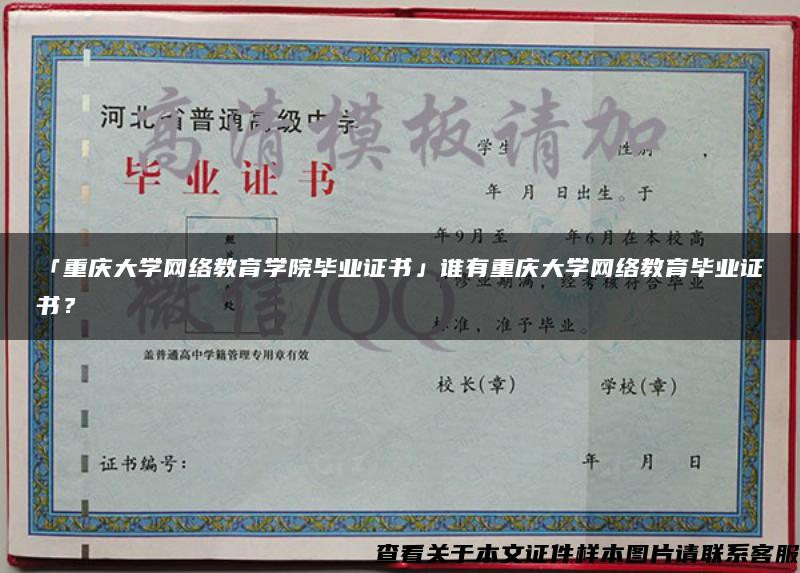 河北省普通高级中学
毕业证书
高清模板请加
学生 性别 ，
年 月 日出生。于
年9月至 年6月在本校高
「重庆大学网络教育学院毕业证书」谁有重庆大学网络教育毕业证
书？
修业期满，经考核符合毕业
标准，准予毕业。
微信/QQ
盖普通高中学籍管理专用章有效
校长(章) 学校(章)
证书编号：
年 月 日
查看关于本文证件样本图片请联系客服